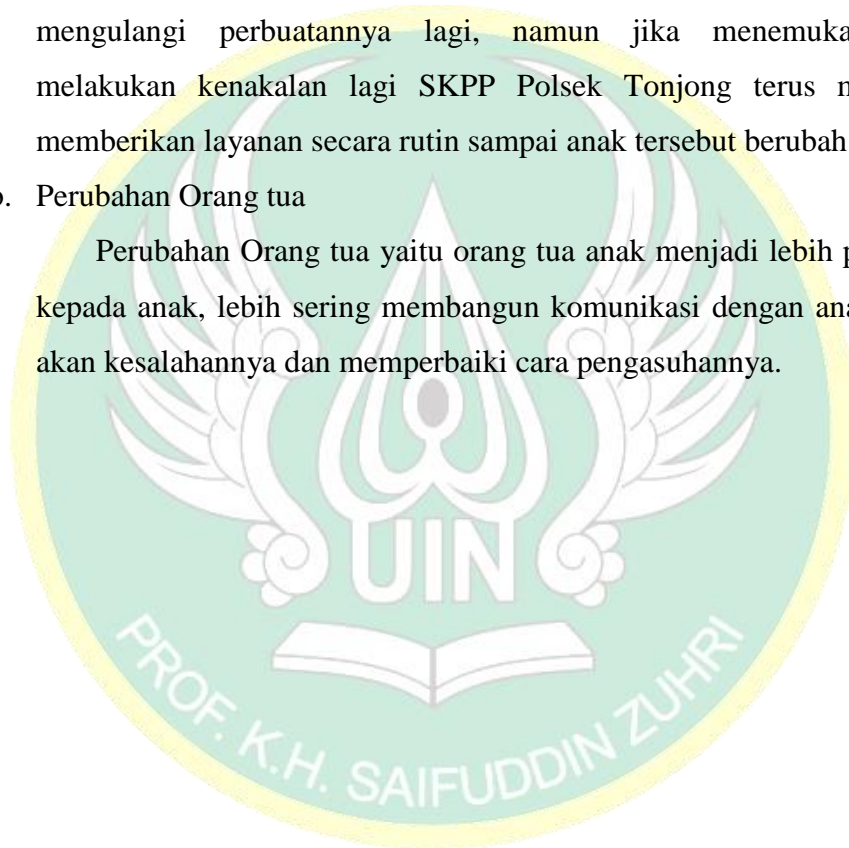 mengulangi perbuatannya lagi, namun jika menemuka
melakukan kenakalan lagi SKPP Polsek Tonjong terus m
memberikan layanan secara rutin sampai anak tersebut berubah
. Perubahan Orang tua
Perubahan Orang tua yaitu orang tua anak menjadi lebih p
kepada anak, lebih sering membangun komunikasi dengan ana
akan kesalahannya dan memperbaiki cara pengasuhannya.
UIN
PROF. K.H. SAIFUDDIN ZUHRI